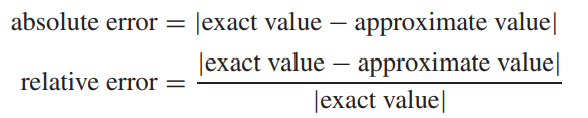 absolute error = |exact value − approximate value|
relative error = |exact value − approximate value| / |exact value|